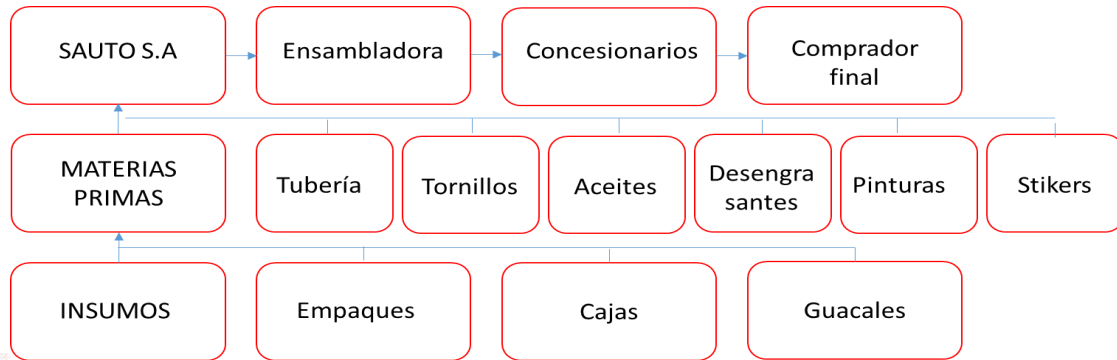 SAUTO S.A
Ensambladora
Concesionarios
Comprador
final
MATERIAS
PRIMAS
Tubería
Tornillos
Aceites
Desengra
santes
Pinturas
Stikers
INSUMOS
Empaques
Cajas
Guacales